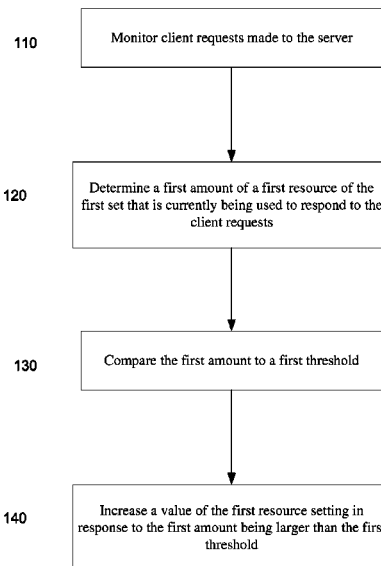 110
Monitor client requests made to the server
120
Determine a first amount of a first resource of the
first set that is currently being used to respond to the
client requests
130
Compare the first amount to a first threshold
140
Increase a value of the first resource setting in
response to the first amount being larger than the first
threshold